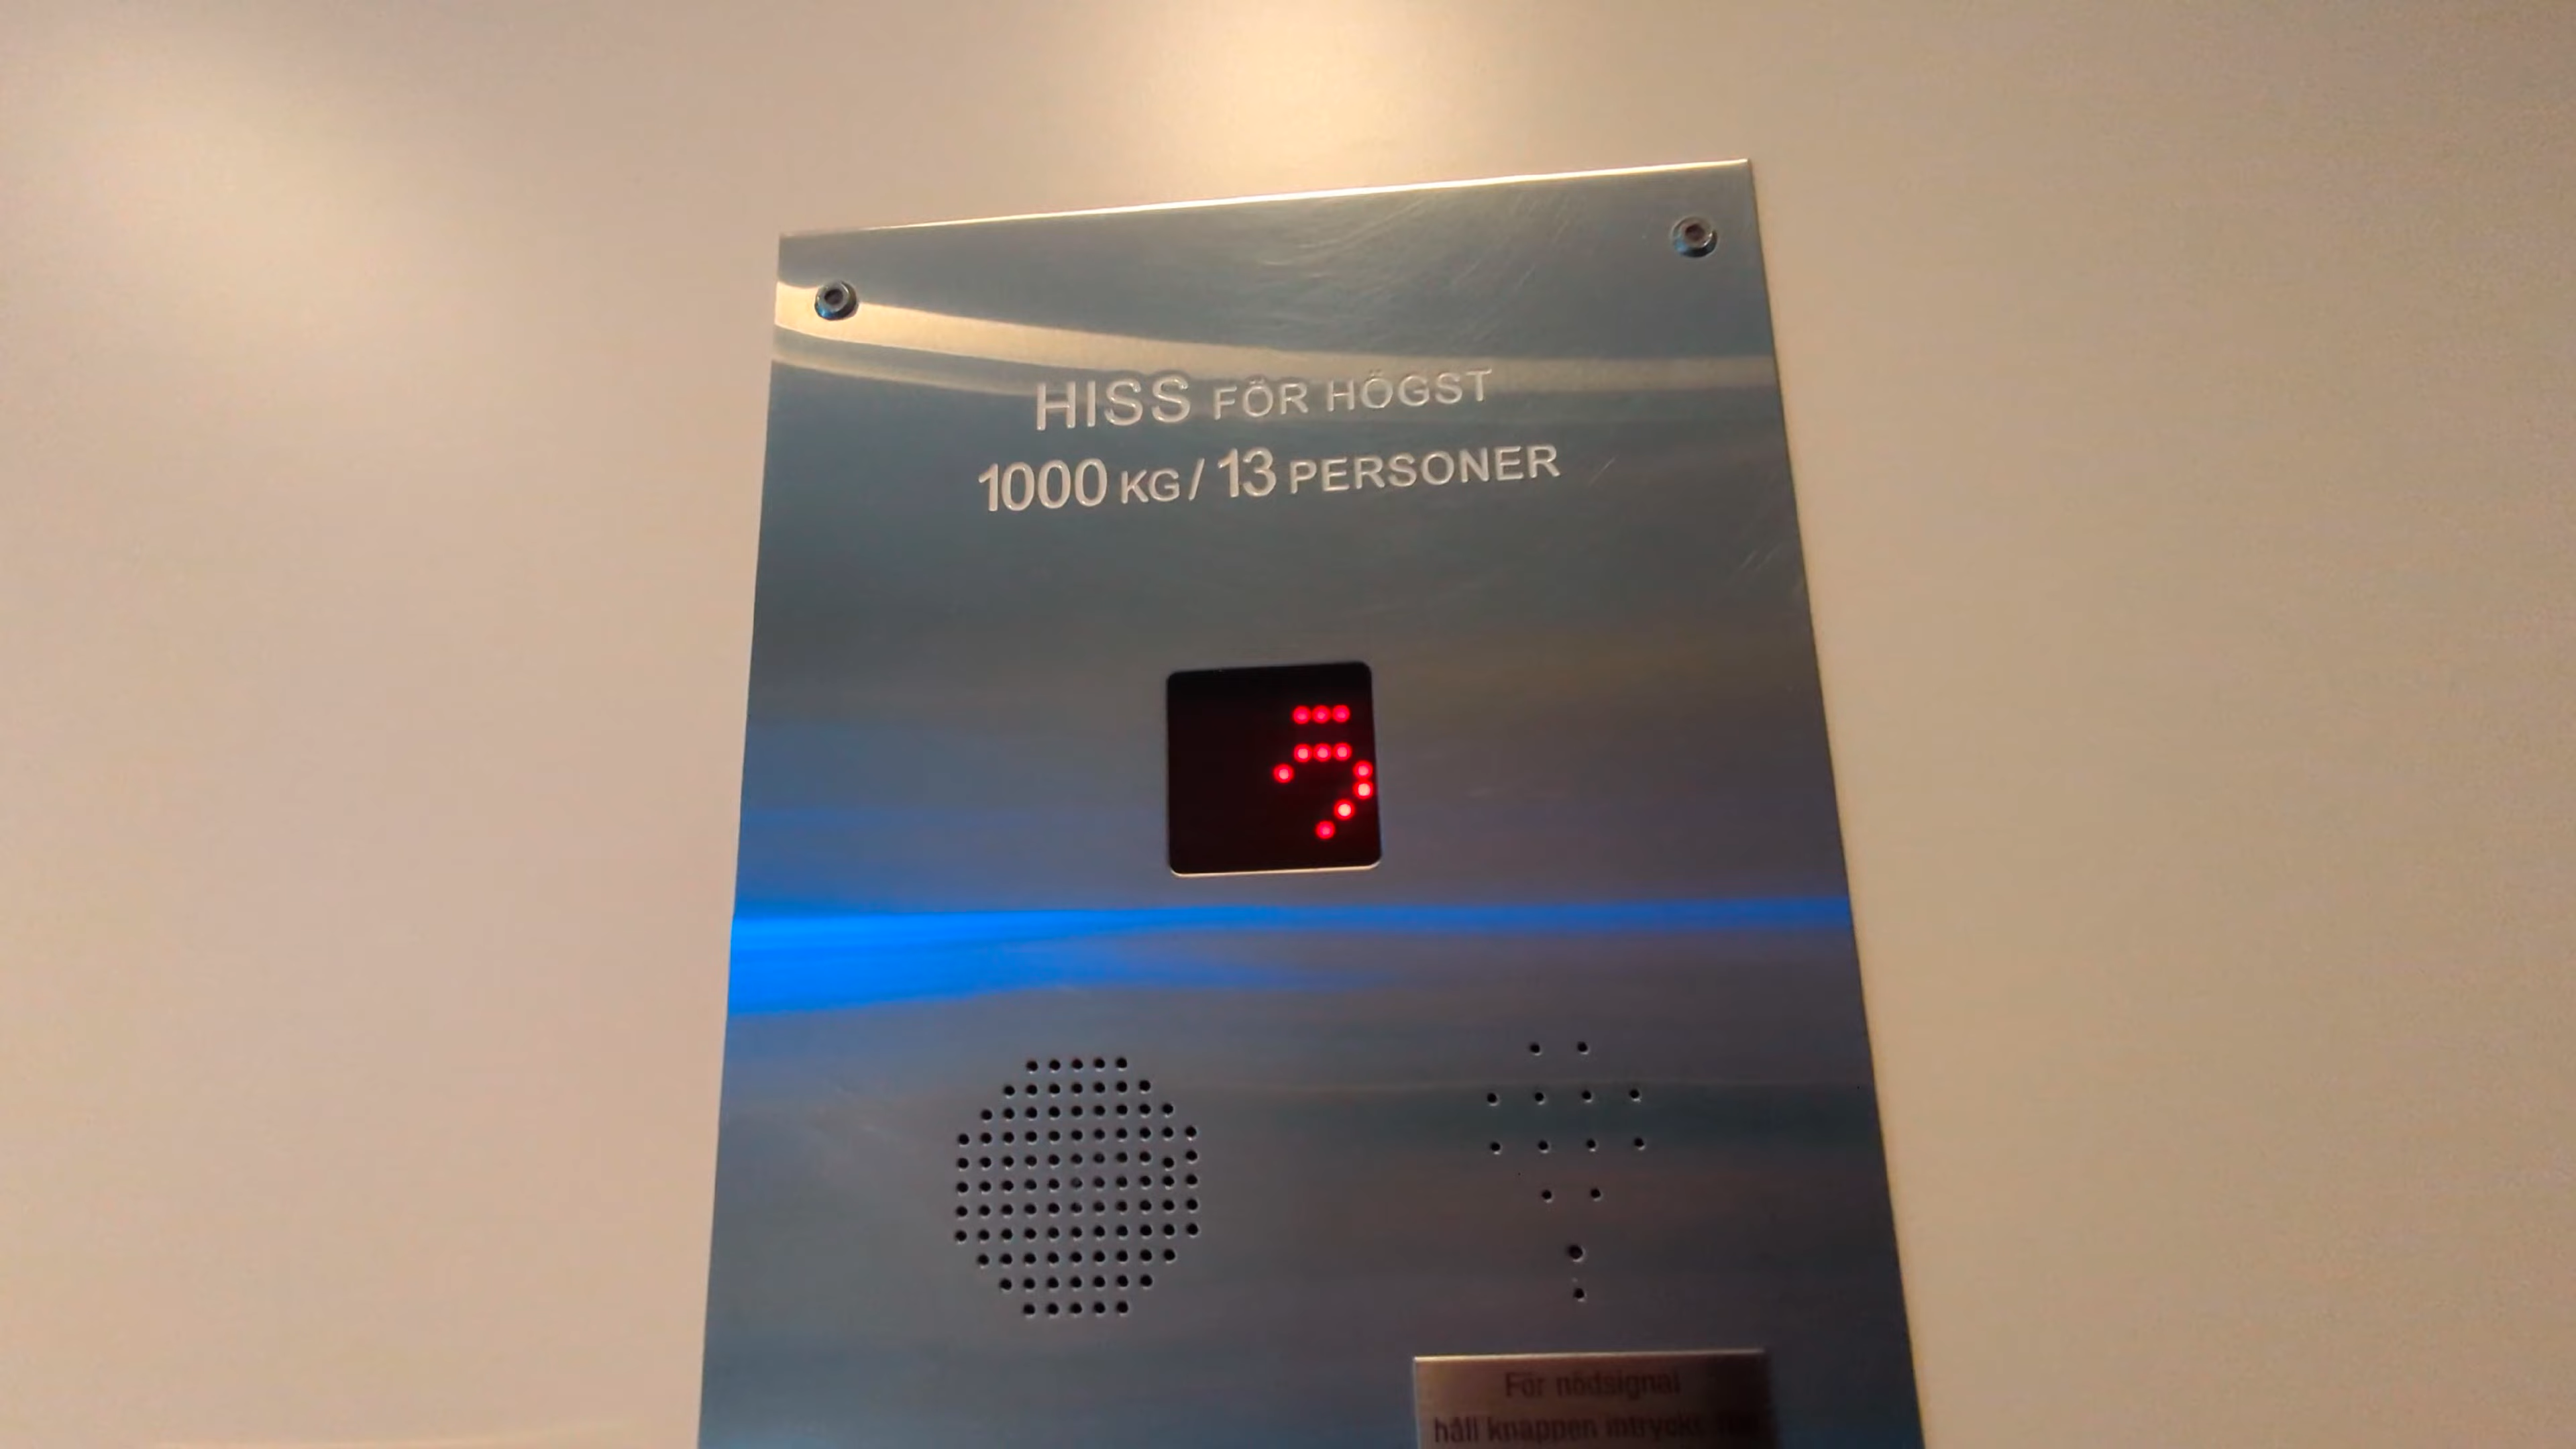 HISS FÖR HÖGST
1000 KG / 13 PERSONER
För nödsignal
håll knappen intryckt